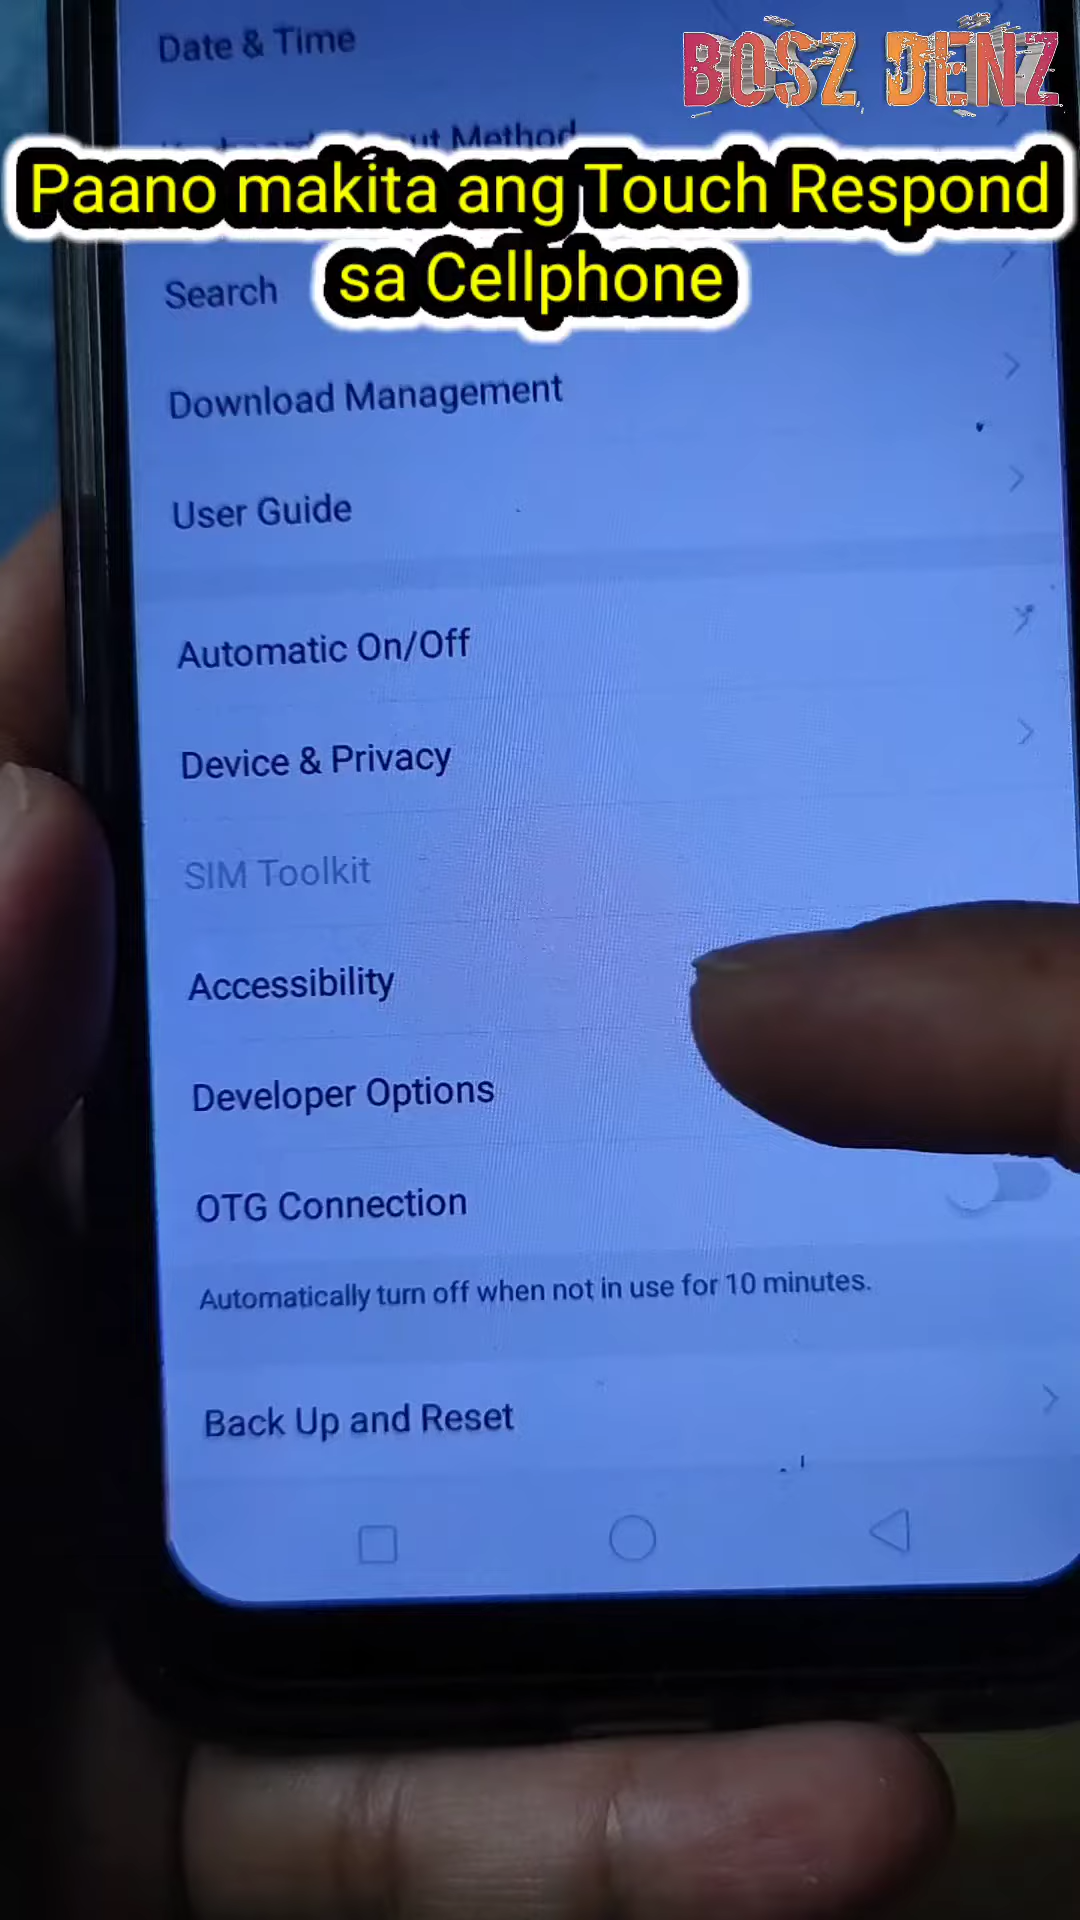 Date & Time
BOSZ DENZ
Input Method
Paano makita ang Touch Respond
sa Cellphone
Search
Download Management
User Guide
Automatic On/Off
Device & Privacy
SIM Toolkit
Accessibility
Developer Options
OTG Connection
Automatically turn off when not in use for 10 minutes.
Back Up and Reset